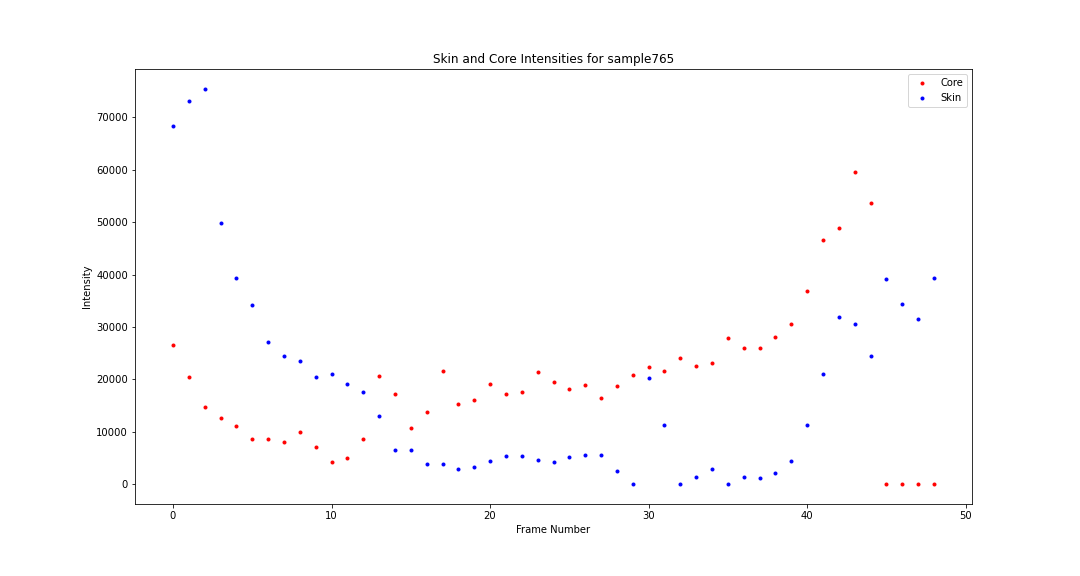 Skin and Core Intensities for sample765
Core
Skin
70000
60000
50000
40000
30000
20000
10000
0
Intensity
0 10 20 30 40 50
Frame Number